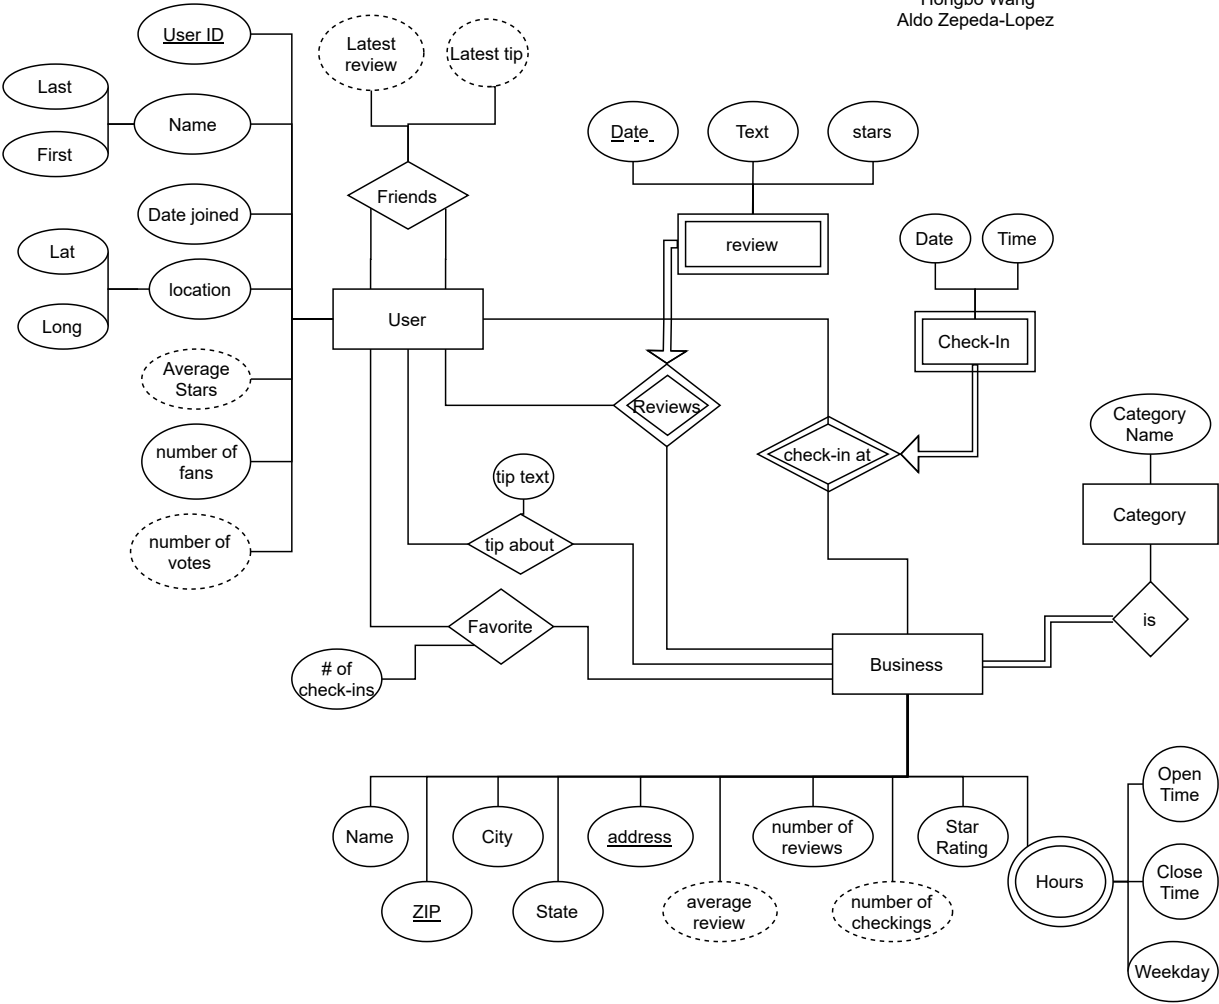 Hongbo Wang
Aldo Zepeda-Lopez
User ID
Latest
review
Latest tip
Last
Name
First
Date
Text
stars
Friends
Date joined
review
Lat
location
Long
Date
Time
User
Check-In
Average
Stars
Reviews
Category
Name
number of
fans
check-in at
tip text
Category
number of
votes
tip about
Favorite
is
# of
check-ins
Business
Name
City
address
number of
reviews
Star
Rating
Open
Time
ZIP
State
average
review
number of
checkings
Hours
Close
Time
Weekday